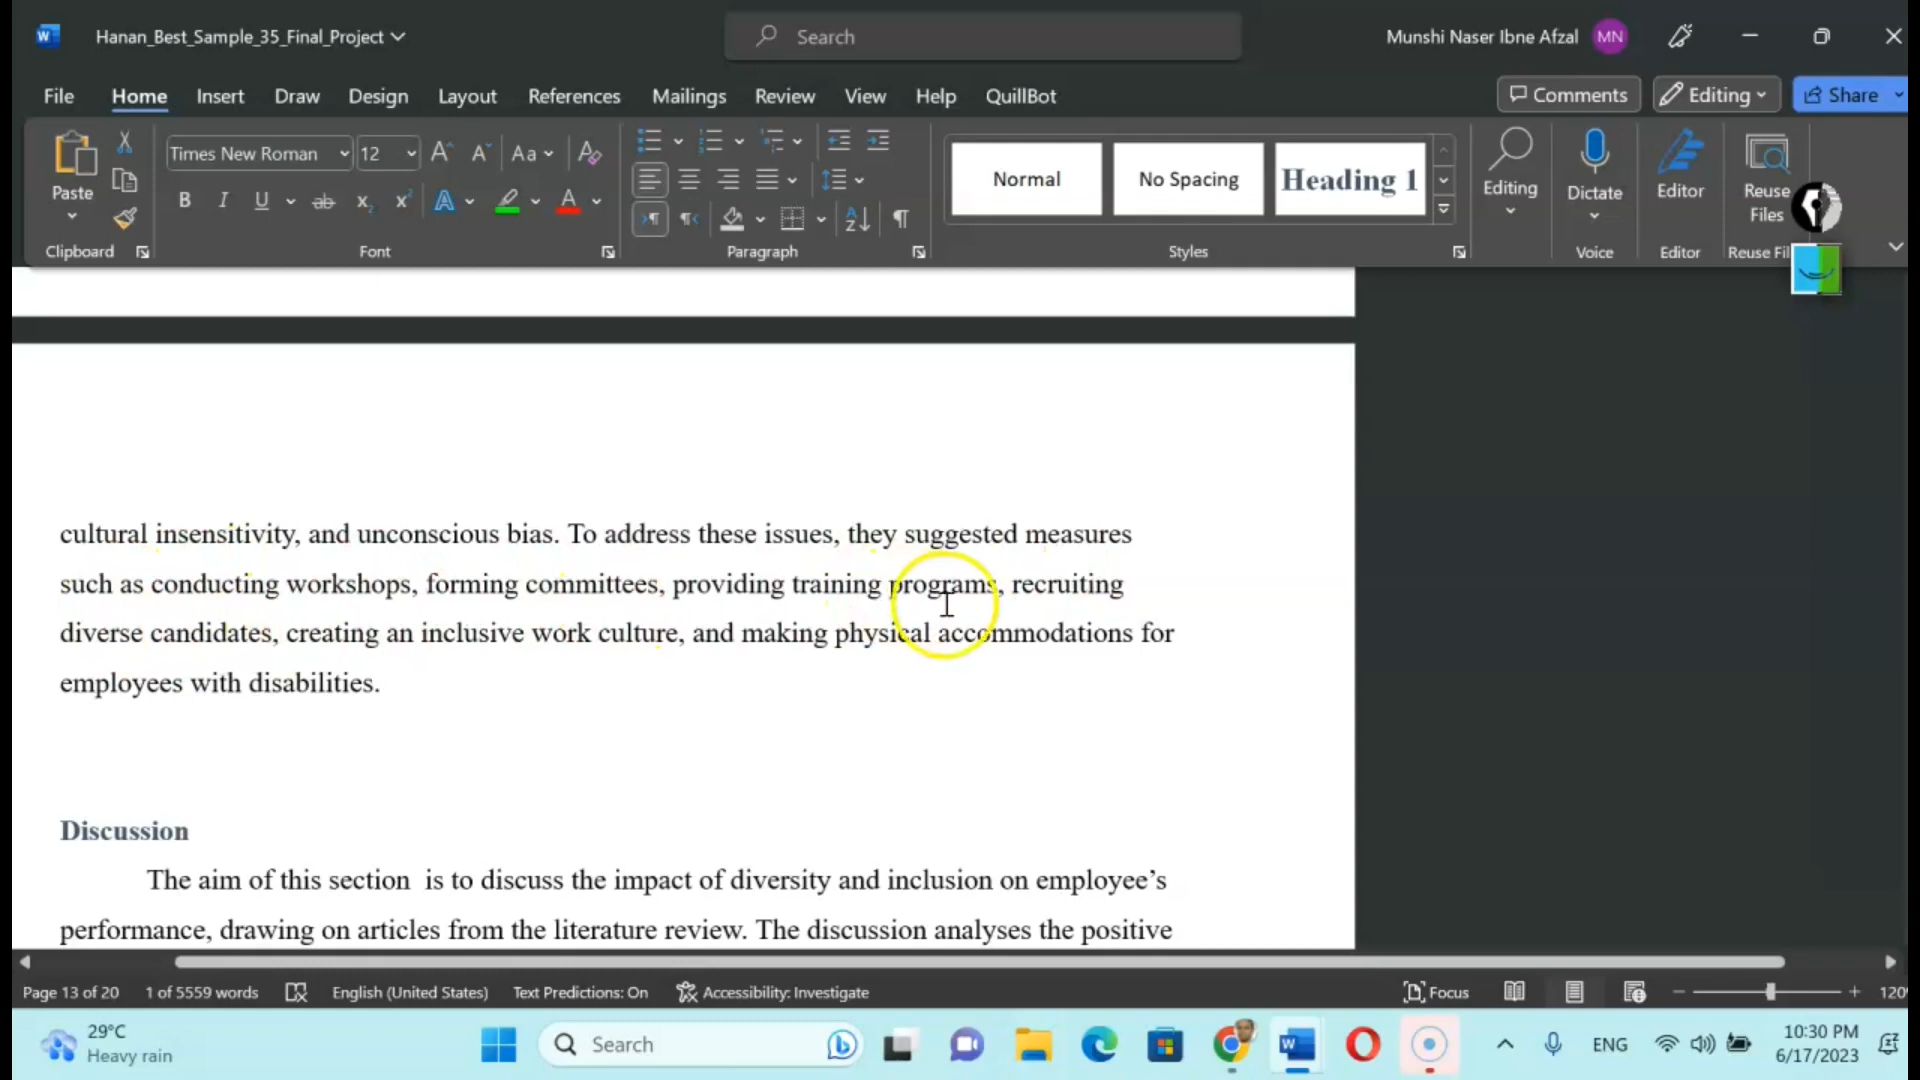 Hanan_Best_Sample_35_Final_Project
Search
Munshi Naser Ibne Afzal
MN
File
Home
Insert
Draw
Design
Layout
References
Mailings
Review
View
Help
QuillBot
Comments
Editing
Share
Paste
Clipboard
Times New Roman
12
Aa
B
I
U
ab
Font
Paragraph
Normal
No Spacing
Heading 1
Styles
Editing
Dictate
Voice
Editor
Editor
Reuse
Files
Reuse Fil
cultural insensitivity, and unconscious bias. To address these issues, they suggested measures
such as conducting workshops, forming committees, providing training programs, recruiting
diverse candidates, creating an inclusive work culture, and making physical accommodations for
employees with disabilities.
Discussion
The aim of this section  is to discuss the impact of diversity and inclusion on employee’s
performance, drawing on articles from the literature review. The discussion analyses the positive
Page 13 of 20
1 of 5559 words
English (United States)
Text Predictions: On
Accessibility: Investigate
Focus
120
29°C
Heavy rain
Search
ENG
10:30 PM
6/17/2023